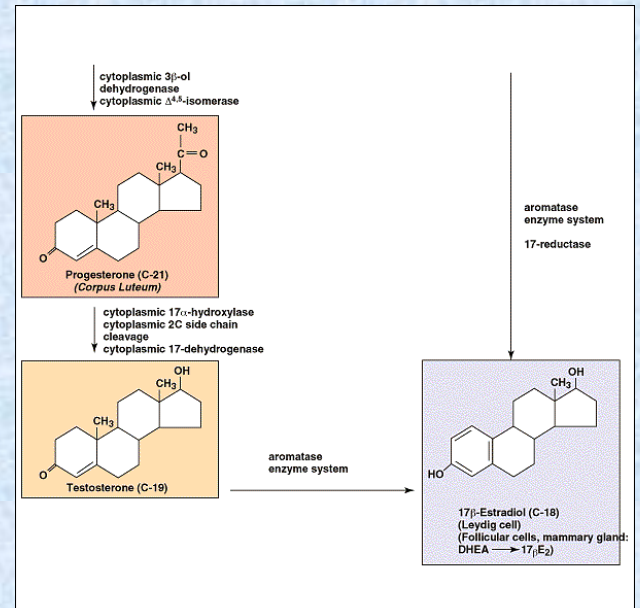 cytoplasmic 3β-ol
dehydrogenase
cytoplasmic Δ4,5-isomerase
CH3
C=O
CH3
CH3
O
Progesterone (C-21)
(Corpus Luteum)
aromatase
enzyme system
17-reductase
cytoplasmic 17α-hydroxylase
cytoplasmic 2C side chain
cleavage
cytoplasmic 17-dehydrogenase
OH
CH3
CH3
O
Testosterone (C-19)
aromatase
enzyme system
OH
CH3
HO
17β-Estradiol (C-18)
(Leydig cell)
(Follicular cells, mammary gland:
DHEA → 17βE2)